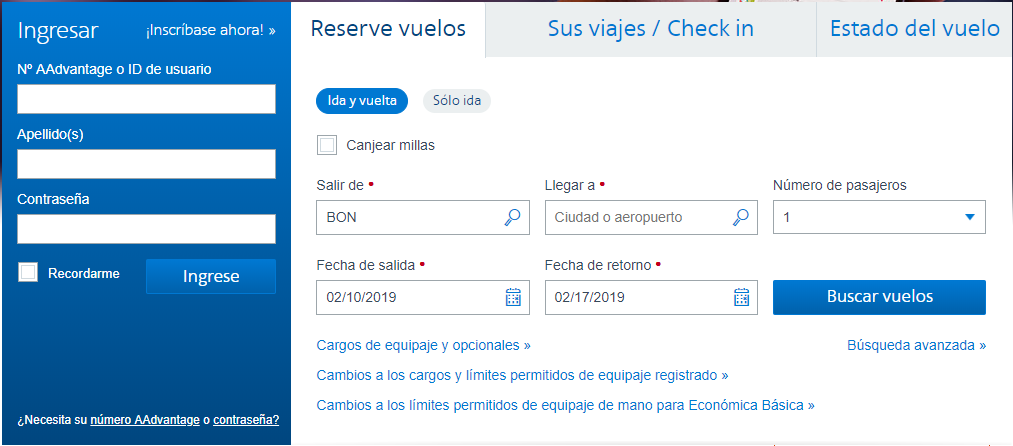 Ingresar
¡Inscríbase ahora! »
Nº AAdvantage o ID de usuario
Apellido(s)
Contraseña
Recordarme
Ingrese
¿Necesita su número AAdvantage o contraseña?
Reserve vuelos
Sus viajes / Check in
Estado del vuelo
Ida y vuelta
Sólo ida
Canjear millas
Salir de •
Llegar a •
Número de pasajeros
BON
Ciudad o aeropuerto
1
Fecha de salida •
Fecha de retorno •
02/10/2019
02/17/2019
Buscar vuelos
Cargos de equipaje y opcionales »
Búsqueda avanzada »
Cambios a los cargos y límites permitidos de equipaje registrado »
Cambios a los límites permitidos de equipaje de mano para Económica Básica »